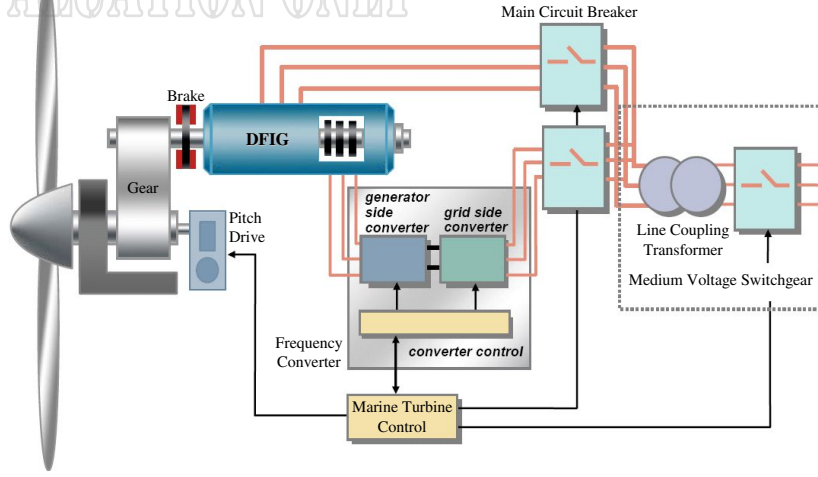 Main Circuit Breaker
Brake
DFIG
Gear
generator
side
converter
grid side
converter
Pitch
Drive
Line Coupling
Transformer
Medium Voltage Switchgear
Frequency
Converter
converter control
Marine Turbine
Control